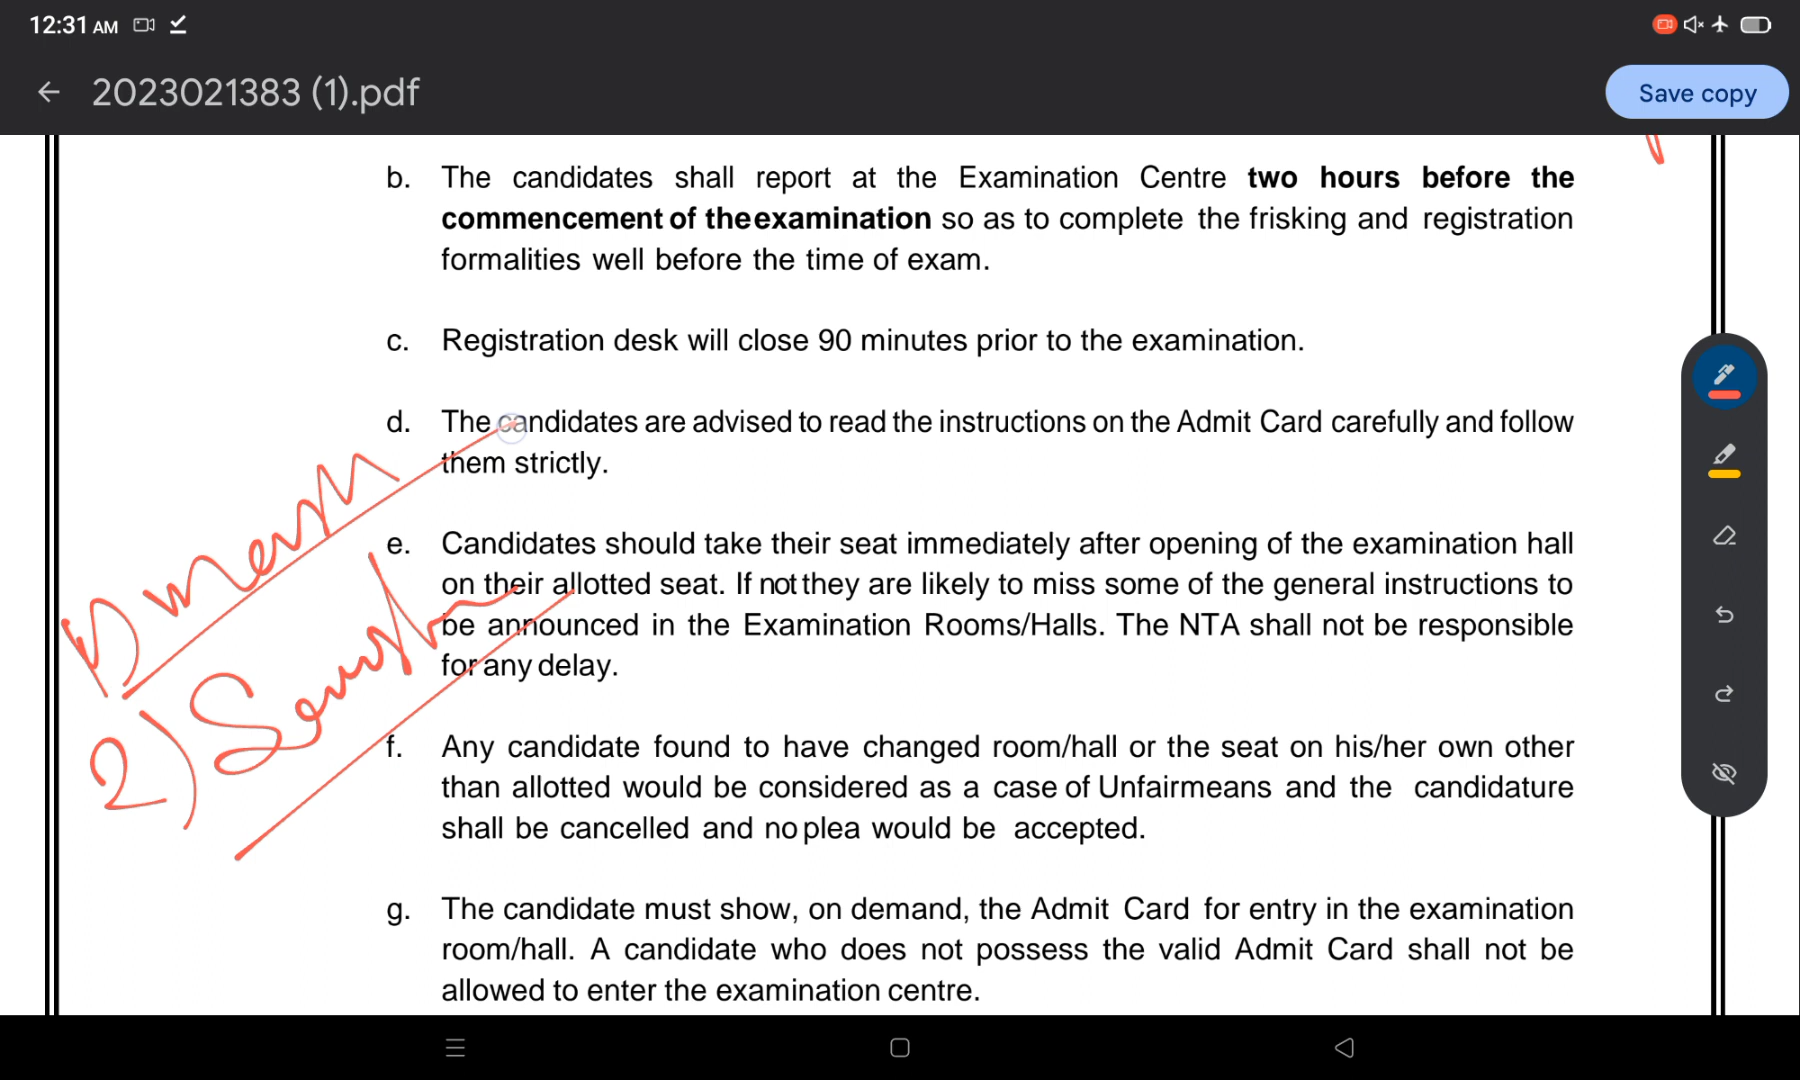 12:31 AM
2023021383 (1).pdf
Save copy
b. The candidates shall report at the Examination Centre two hours before the
commencement of theexamination so as to complete the frisking and registration
formalities well before the time of exam.
c. Registration desk will close 90 minutes prior to the examination.
d. The candidates are advised to read the instructions on the Admit Card carefully and follow
them strictly.
e. Candidates should take their seat immediately after opening of the examination hall
on their allotted seat. If not they are likely to miss some of the general instructions to
be announced in the Examination Rooms/Halls. The NTA shall not be responsible
for any delay.
2)
f. Any candidate found to have changed room/hall or the seat on his/her own other
than allotted would be considered as a case of Unfairmeans and the candidature
shall be cancelled and no plea would be accepted.
g. The candidate must show, on demand, the Admit Card for entry in the examination
room/hall. A candidate who does not possess the valid Admit Card shall not be
allowed to enter the examination centre.